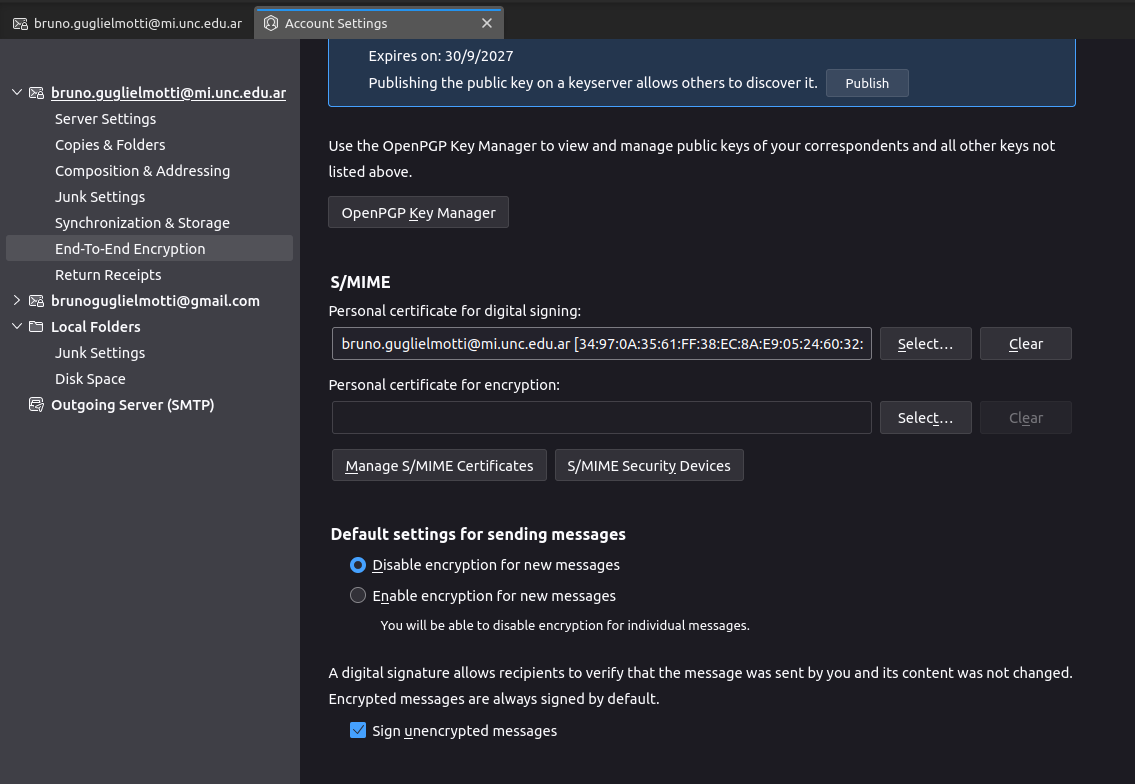 bruno.guglielmotti@mi.unc.edu.ar
Account Settings
bruno.guglielmotti@mi.unc.edu.ar
Server Settings
Copies & Folders
Composition & Addressing
Junk Settings
Synchronization & Storage
End-To-End Encryption
Return Receipts
brunoguglielmotti@gmail.com
Local Folders
Junk Settings
Disk Space
Outgoing Server (SMTP)
Expires on: 30/9/2027
Publishing the public key on a keyserver allows others to discover it.
Publish
Use the OpenPGP Key Manager to view and manage public keys of your correspondents and all other keys not
listed above.
OpenPGP Key Manager
S/MIME
Personal certificate for digital signing:
bruno.guglielmotti@mi.unc.edu.ar [34:97:0A:35:61:FF:38:EC:8A:E9:05:24:60:32:
Select…
Clear
Personal certificate for encryption:
Select…
Clear
Manage S/MIME Certificates
S/MIME Security Devices
Default settings for sending messages
Disable encryption for new messages
Enable encryption for new messages
You will be able to disable encryption for individual messages.
A digital signature allows recipients to verify that the message was sent by you and its content was not changed.
Encrypted messages are always signed by default.
Sign unencrypted messages